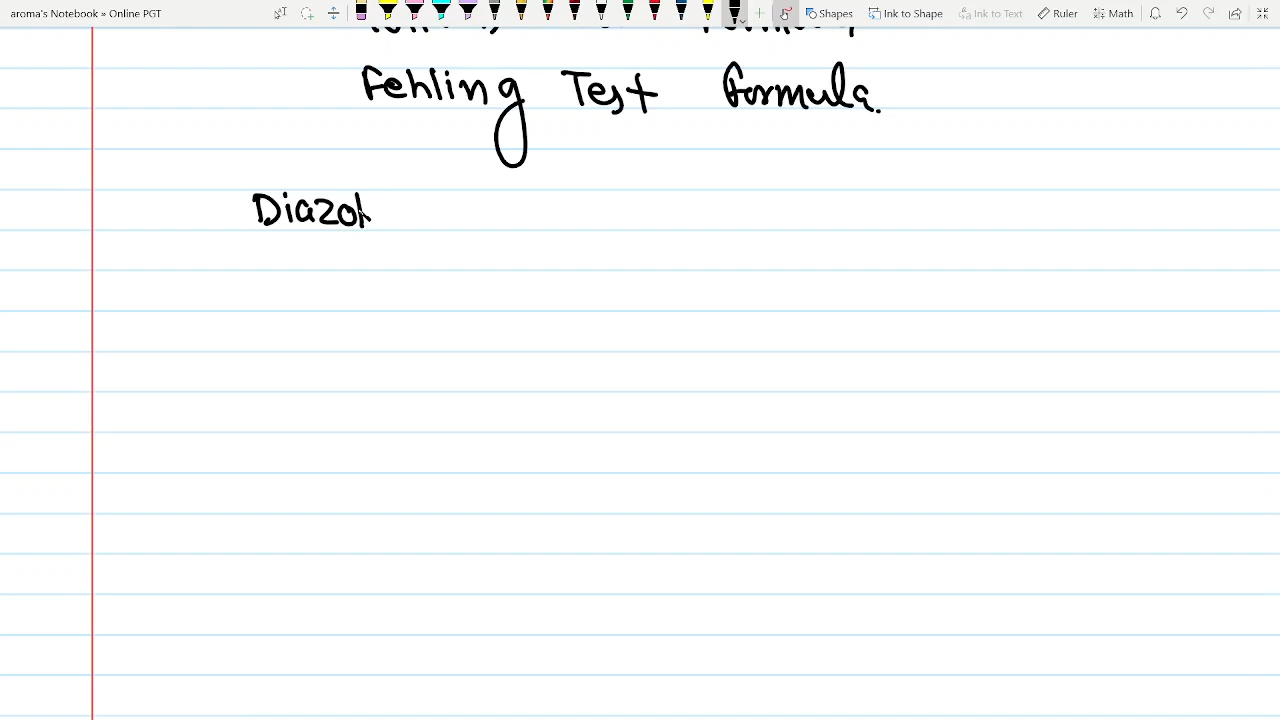 aroma's Notebook » Online PGT
Shapes Ink to Shape Ink to Text Ruler Math
Fehling Test formula.
Diazot